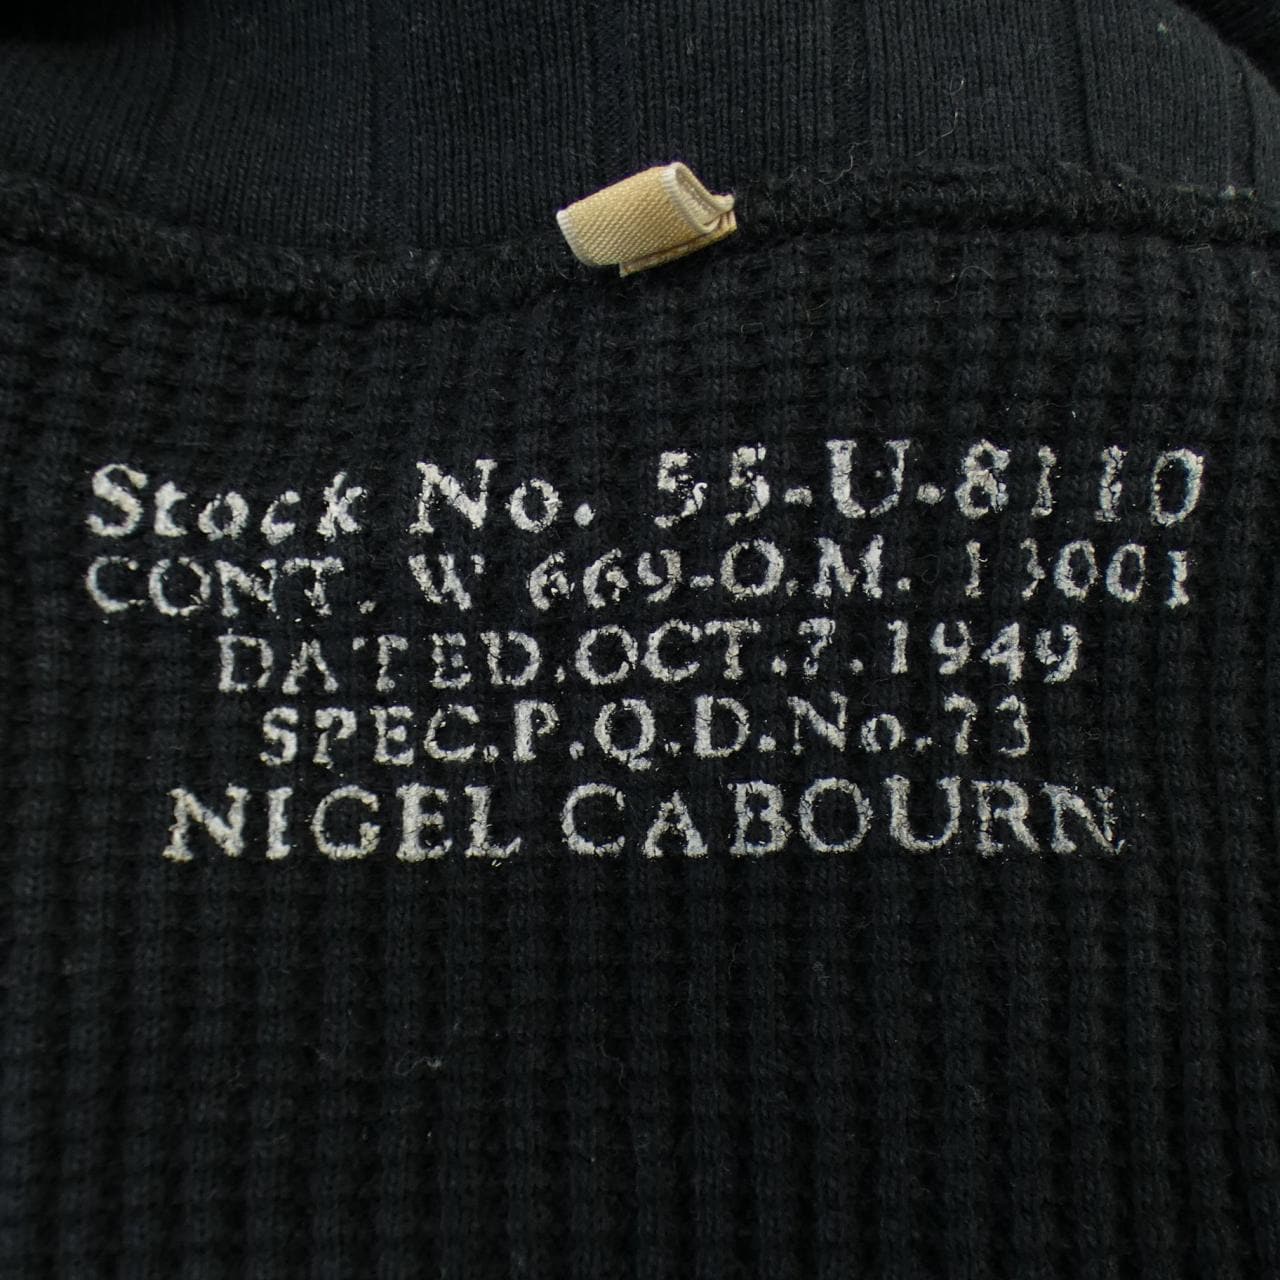 Stock No. 55-U-8110
CONT. W 669-O.M. 13001
DATED.OCT.7.1949
SPEC.P.Q.D.No.73
NIGEL CABOURN